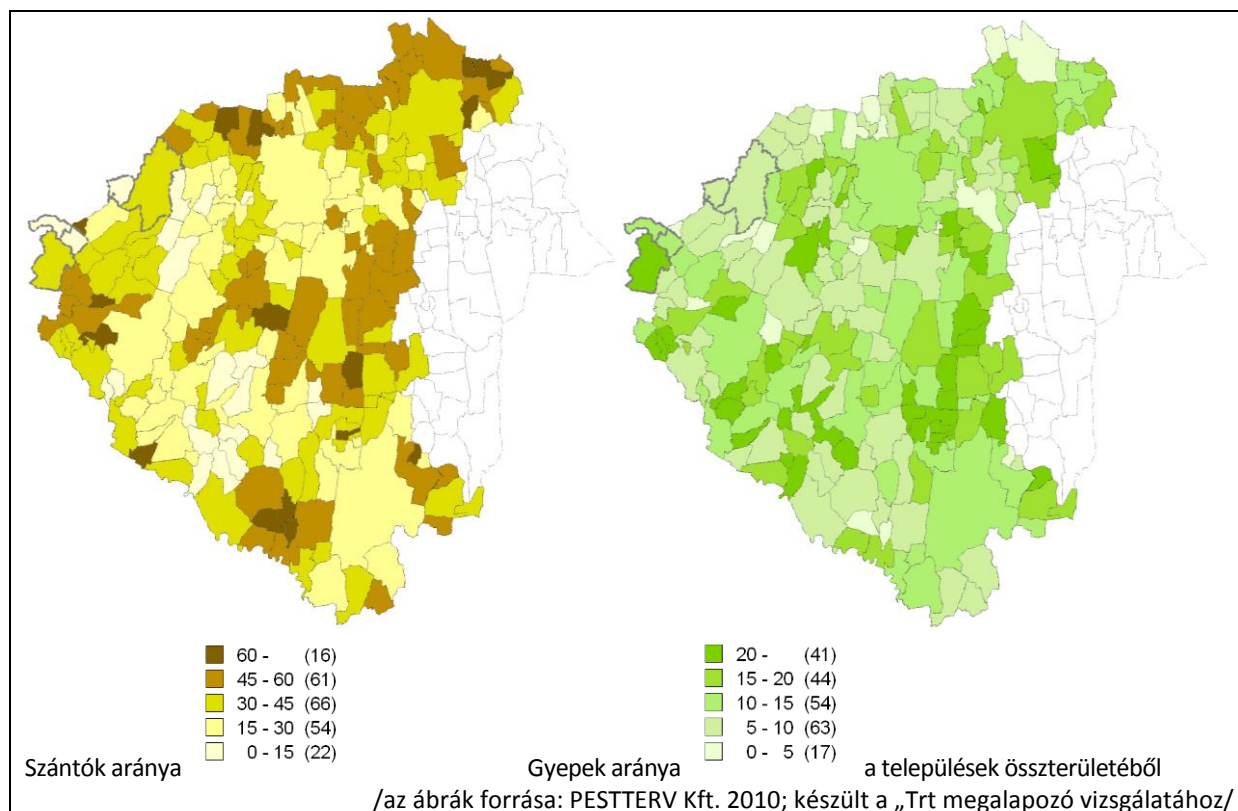 60 - (16)
45 - 60 (61)
30 - 45 (66)
15 - 30 (54)
0 - 15 (22)
20 - (41)
15 - 20 (44)
10 - 15 (54)
5 - 10 (63)
0 - 5 (17)
Szántók aránya Gyepek aránya a települések összterületéből
/az ábrák forrása: PESTTERV Kft. 2010; készült a „Trt megalapozó vizsgálatához/